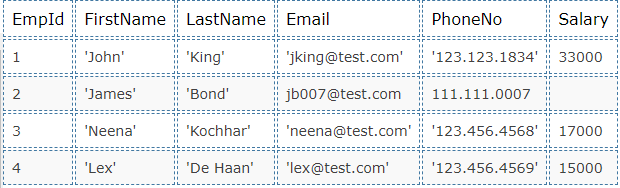 EmpId FirstName LastName Email PhoneNo Salary
1 'John' 'King' 'jking@test.com' '123.123.1834' 33000
2 'James' 'Bond' jb007@test.com 111.111.0007
3 'Neena' 'Kochhar' 'neena@test.com' '123.456.4568' 17000
4 'Lex' 'De Haan' 'lex@test.com' '123.456.4569' 15000